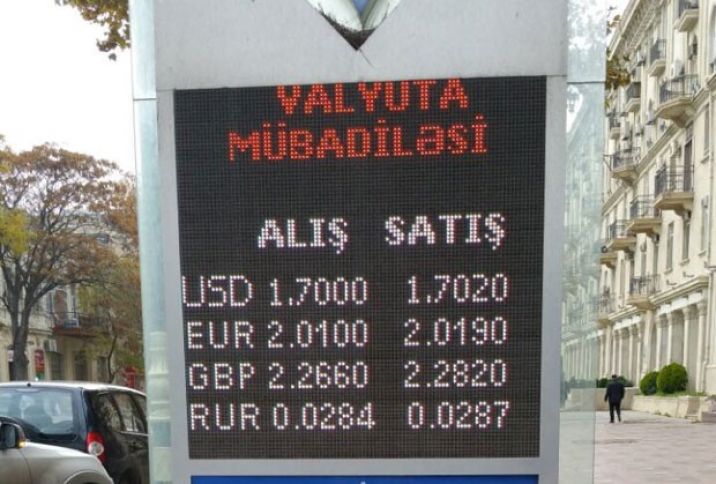 VALYUTA
MÜBADİLƏSİ
ALIŞ SATIŞ
USD 1.7000 1.7020
EUR 2.0100 2.0190
GBP 2.2660 2.2820
RUR 0.0284 0.0287